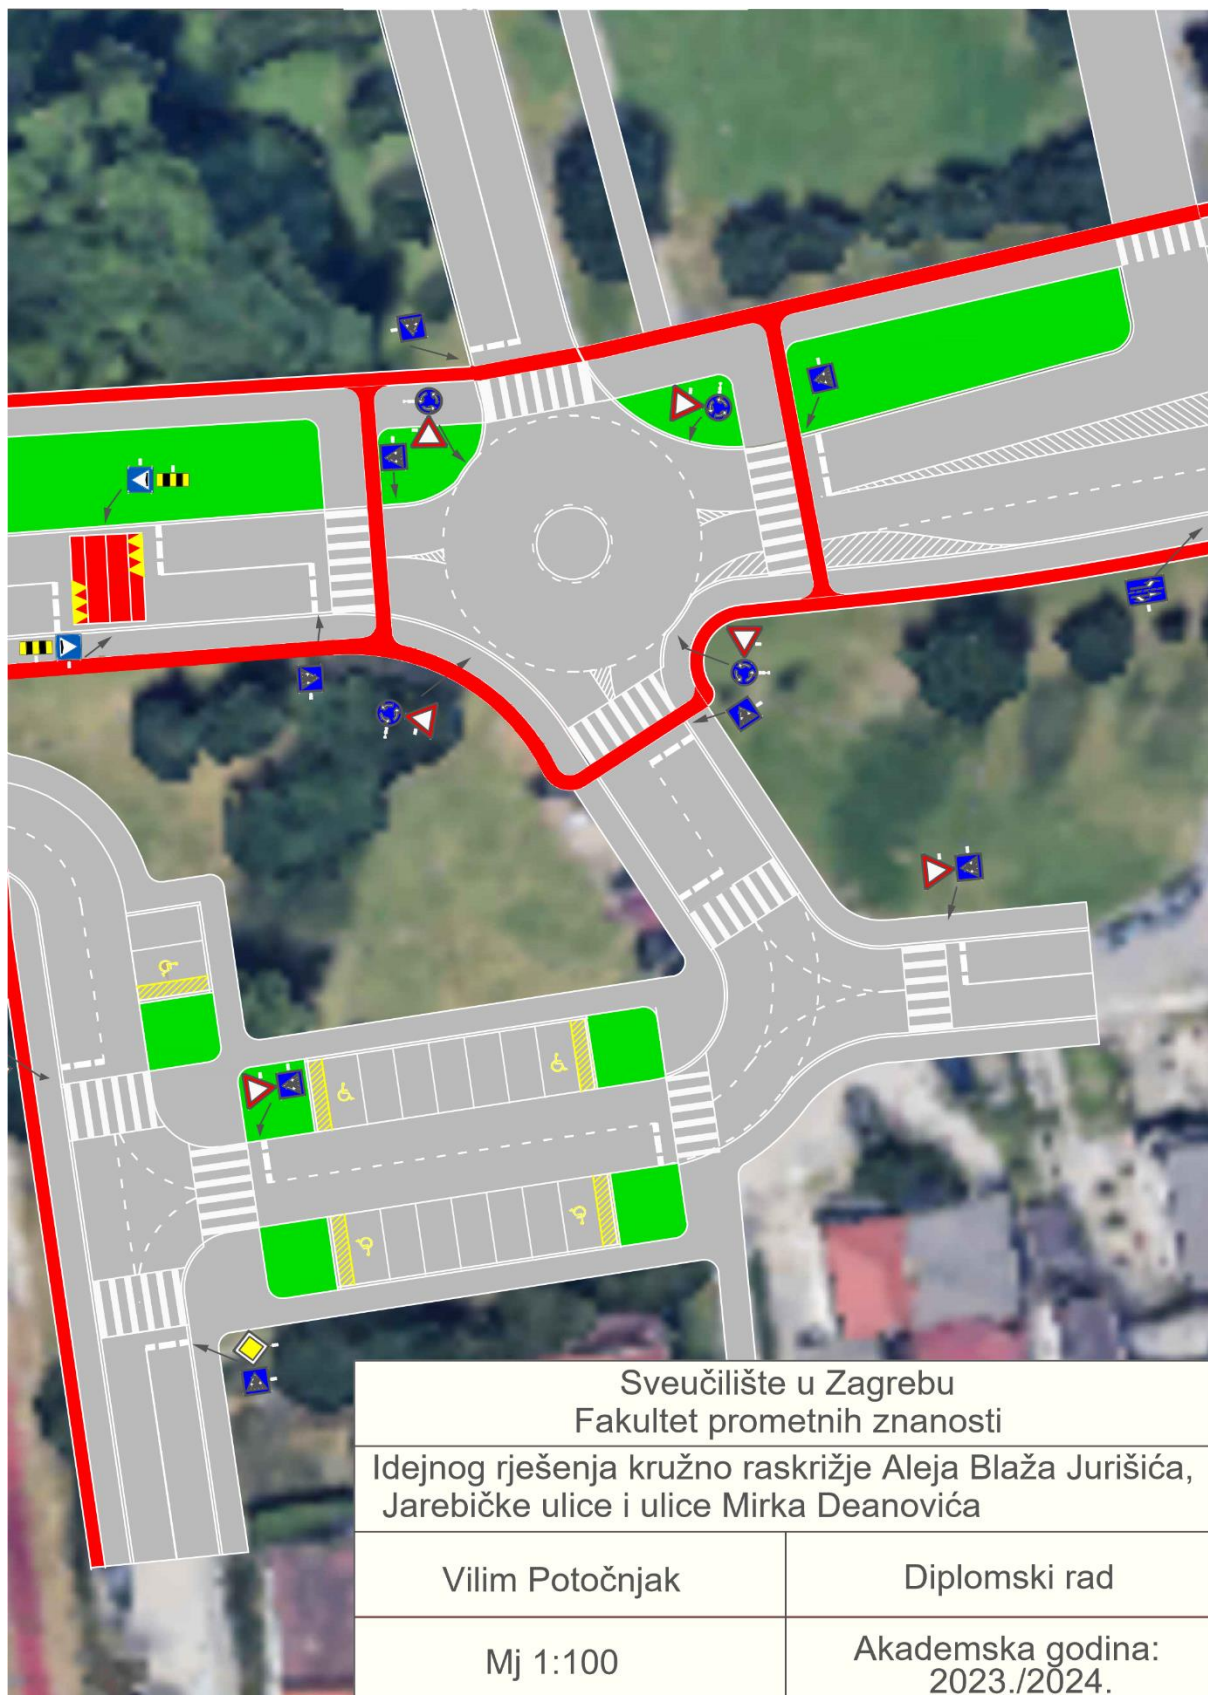 Sveučilište u Zagrebu
Fakultet prometnih znanosti
Idejnog rješenja kružno raskrižje Aleja Blaža Jurišića,
Jarebičke ulice i ulice Mirka Deanovića
Vilim Potočnjak
Diplomski rad
Mj 1:100
Akademska godina:
2023./2024.